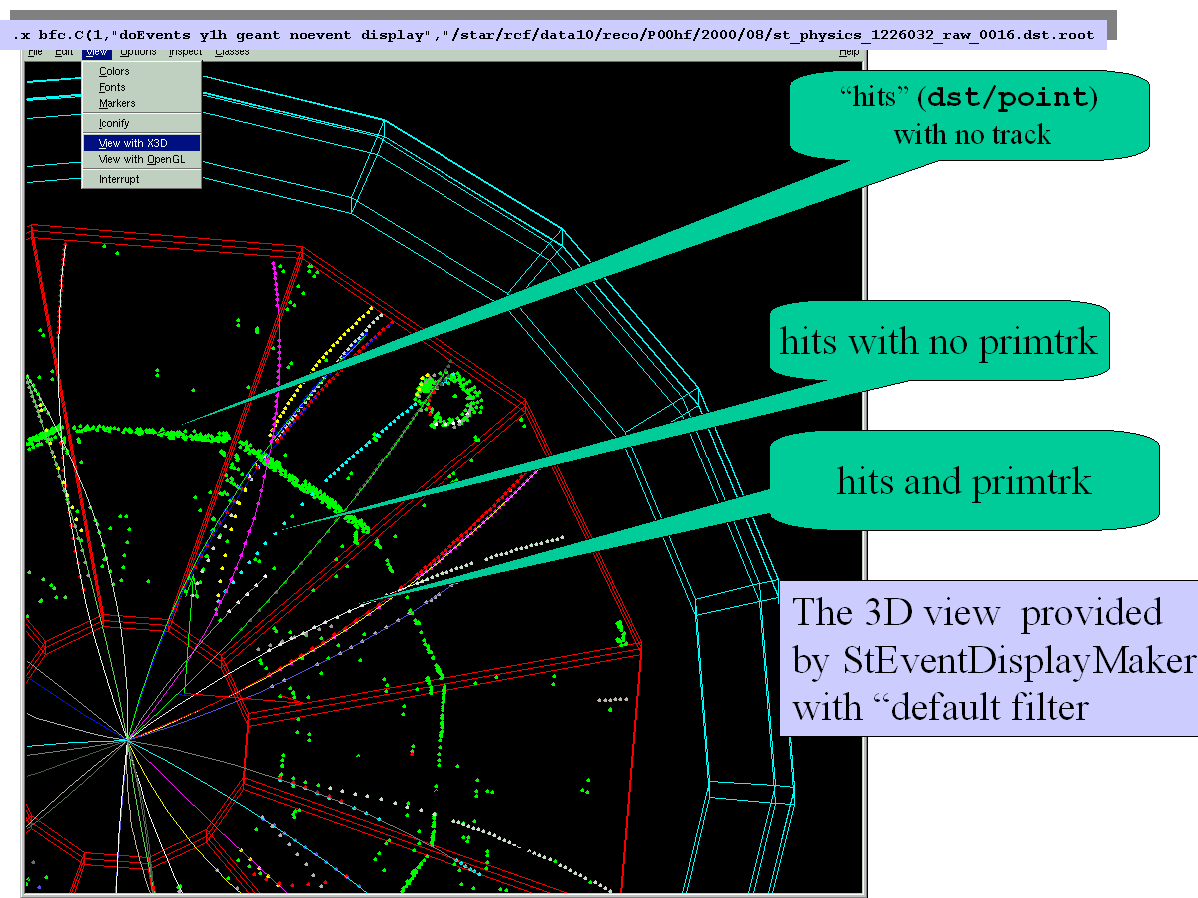 .x bfc.C(1,"doEvents y1h geant noevent display","/star/rcf/data10/reco/P00hf/2000/08/st_physics_1226032_raw_0016.dst.root
File Edit View Options Inspect Classes Help
Colors
Fonts
Markers
Iconify
View with X3D
View with OpenGL
Interrupt
“hits” (dst/point)
with no track
hits with no primtrk
hits and primtrk
The 3D view provided
by StEventDisplayMaker
with “default filter